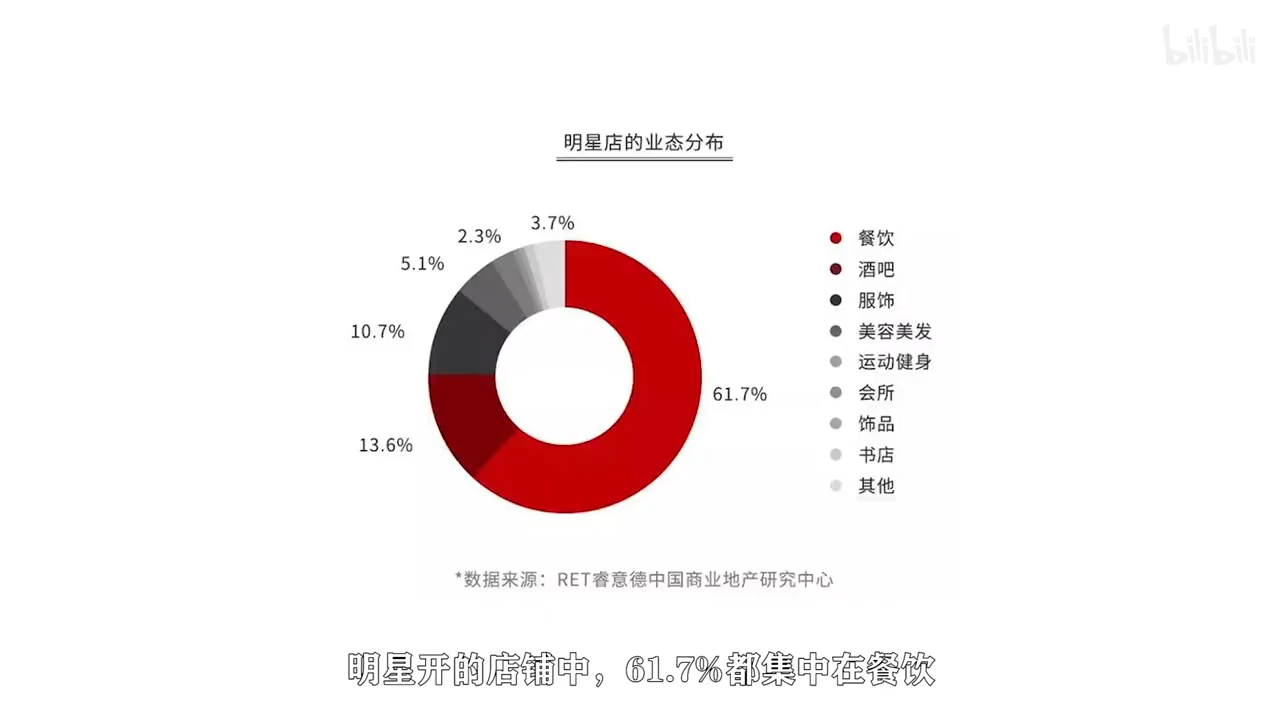 bilibili
明星店的业态分布
3.7%
2.3%
5.1%
10.7%
13.6%
61.7%
餐饮
酒吧
服饰
美容美发
运动健身
会所
饰品
书店
其他
*数据来源：RET睿意德中国商业地产研究中心
明星开的店铺中，61.7%都集中在餐饮